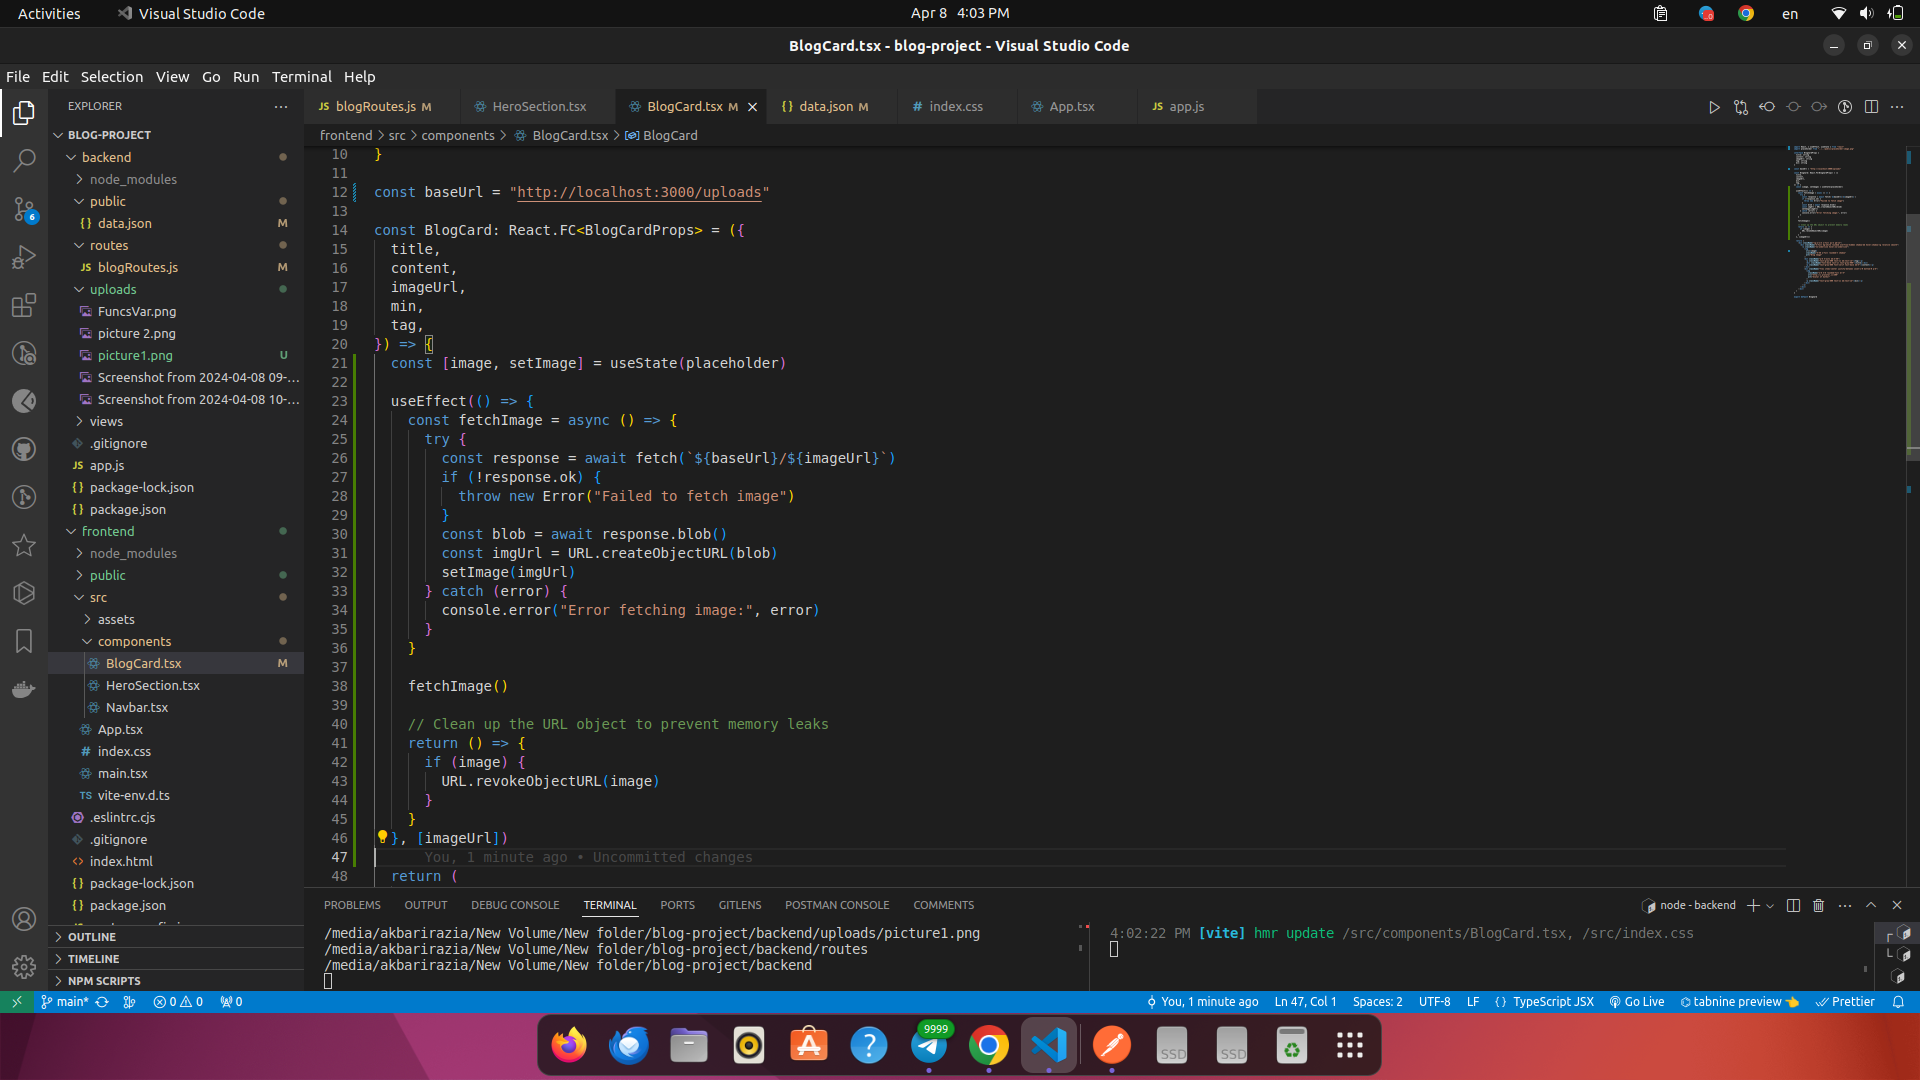 Activities
Visual Studio Code
Apr 8 4:03 PM
en
BlogCard.tsx - blog-project - Visual Studio Code
File Edit Selection View Go Run Terminal Help
EXPLORER
BLOG-PROJECT
backend
node_modules
public
{} data.json M
routes
JS blogRoutes.js M
uploads
FuncsVar.png
picture 2.png
picture1.png U
Screenshot from 2024-04-08 09-...
Screenshot from 2024-04-08 10-...
views
.gitignore
JS app.js
{} package-lock.json
{} package.json
frontend
node_modules
public
src
assets
components
BlogCard.tsx M
HeroSection.tsx
Navbar.tsx
App.tsx
# index.css
main.tsx
TS vite-env.d.ts
.eslintrc.cjs
.gitignore
<> index.html
{} package-lock.json
{} package.json
OUTLINE
TIMELINE
NPM SCRIPTS
6
JS blogRoutes.js M
HeroSection.tsx
BlogCard.tsx M
{} data.json M
# index.css
App.tsx
JS app.js
frontend > src > components > BlogCard.tsx > BlogCard
10 }
11
12 const baseUrl = "http://localhost:3000/uploads"
13
14 const BlogCard: React.FC<BlogCardProps> = ({
15 title,
16 content,
17 imageUrl,
18 min,
19 tag,
20 }) => {
21 const [image, setImage] = useState(placeholder)
22
23 useEffect(() => {
24 const fetchImage = async () => {
25 try {
26 const response = await fetch(`${baseUrl}/${imageUrl}`)
27 if (!response.ok) {
28 throw new Error("Failed to fetch image")
29 }
30 const blob = await response.blob()
31 const imgUrl = URL.createObjectURL(blob)
32 setImage(imgUrl)
33 } catch (error) {
34 console.error("Error fetching image:", error)
35 }
36 }
37
38 fetchImage()
39
40 // Clean up the URL object to prevent memory leaks
41 return () => {
42 if (image) {
43 URL.revokeObjectURL(image)
44 }
45 }
46 }, [imageUrl])
47 You, 1 minute ago • Uncommitted changes
48 return (
PROBLEMS OUTPUT DEBUG CONSOLE TERMINAL PORTS GITLENS POSTMAN CONSOLE COMMENTS
node - backend
/media/akbarirazia/New Volume/New folder/blog-project/backend/uploads/picture1.png
/media/akbarirazia/New Volume/New folder/blog-project/backend/routes
/media/akbarirazia/New Volume/New folder/blog-project/backend
4:02:22 PM [vite] hmr update /src/components/BlogCard.tsx, /src/index.css
main* 0 0 0
You, 1 minute ago Ln 47, Col 1 Spaces: 2 UTF-8 LF {} TypeScript JSX Go Live tabnine preview Prettier
9999
SSD
SSD